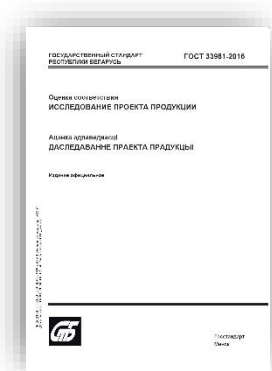 ГОСУДАРСТВЕННЫЙ СТАНДАРТ
РЕСПУБЛИКИ БЕЛАРУСЬ
ГОСТ 33981-2016
Оценка соответствия
ИССЛЕДОВАНИЕ ПРОЕКТА ПРОДУКЦИИ
Ацэнка адпаведнасці
ДАСЛЕДАВАННЕ ПРАЕКТА ПРАДУКЦЫІ
Издание официальное
Госстандарт
Минск